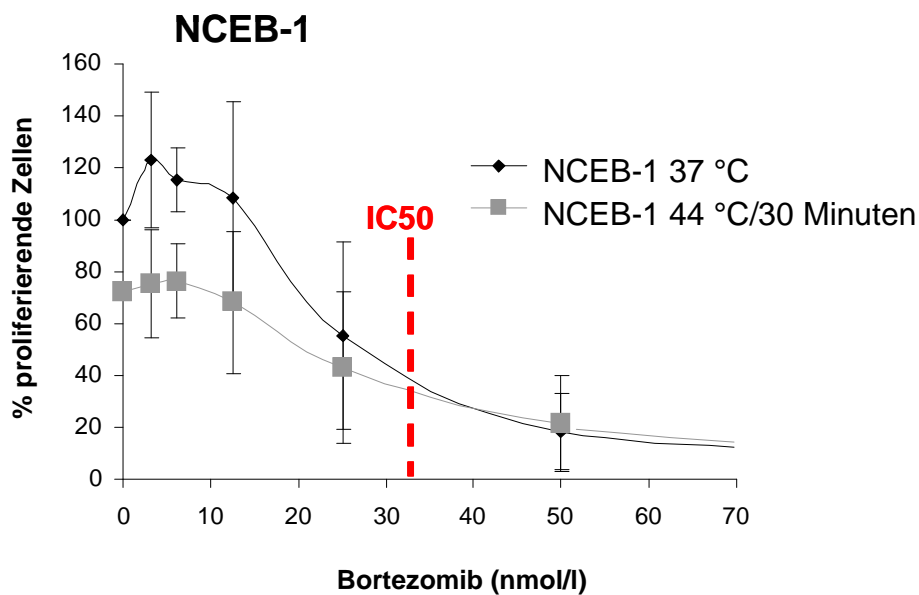 NCEB-1
160
140
120
100
80
60
40
20
0
% proliferierende Zellen
IC50
NCEB-1 37 °C
NCEB-1 44 °C/30 Minuten
0 10 20 30 40 50 60 70
Bortezomib (nmol/l)